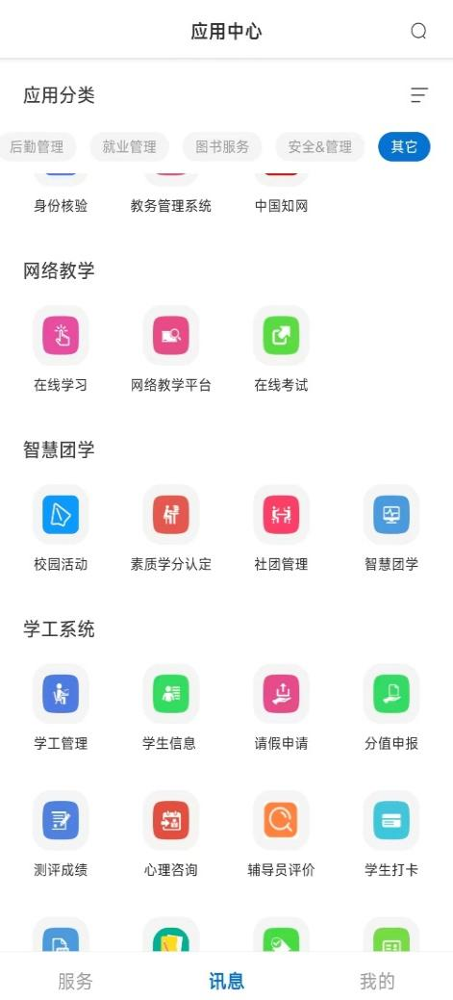 应用中心
应用分类
后勤管理 就业管理 图书服务 安全&管理 其它
身份核验 教务管理系统 中国知网
网络教学
在线学习 网络教学平台 在线考试
智慧团学
校园活动 素质学分认定 社团管理 智慧团学
学工系统
学工管理 学生信息 请假申请 分值申报
测评成绩 心理咨询 辅导员评价 学生打卡
服务 讯息 我的